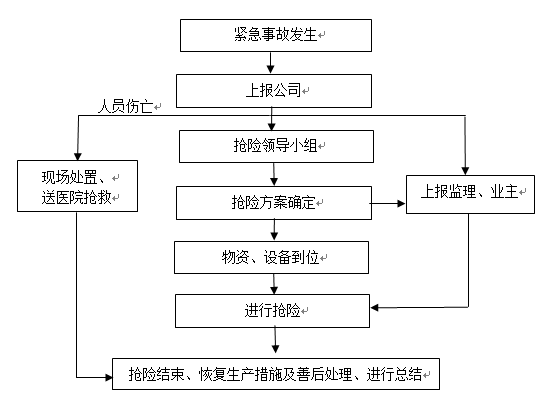 紧急事故发生
上报公司
人员伤亡
抢险领导小组
现场处置、
送医院抢救
抢险方案确定
上报监理、业主
物资、设备到位
进行抢险
抢险结束、恢复生产措施及善后处理、进行总结